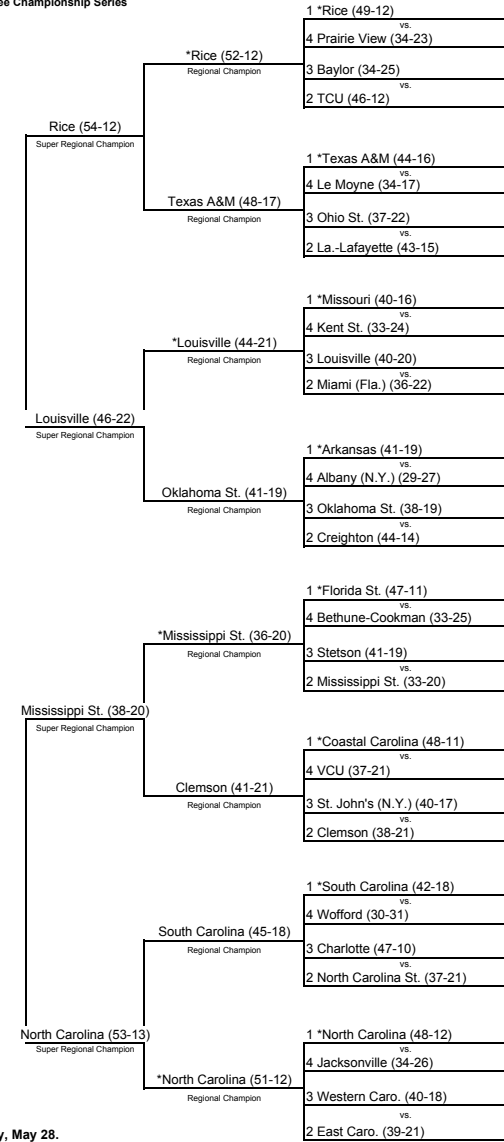 ee Championship Series
1 *Rice (49-12)
vs.
4 Prairie View (34-23)
*Rice (52-12)
Regional Champion
3 Baylor (34-25)
vs.
2 TCU (46-12)
Rice (54-12)
Super Regional Champion
1 *Texas A&M (44-16)
vs.
4 Le Moyne (34-17)
Texas A&M (48-17)
Regional Champion
3 Ohio St. (37-22)
vs.
2 La.-Lafayette (43-15)
1 *Missouri (40-16)
vs.
4 Kent St. (33-24)
*Louisville (44-21)
Regional Champion
3 Louisville (40-20)
vs.
2 Miami (Fla.) (36-22)
Louisville (46-22)
Super Regional Champion
1 *Arkansas (41-19)
vs.
4 Albany (N.Y.) (29-27)
Oklahoma St. (41-19)
Regional Champion
3 Oklahoma St. (38-19)
vs.
2 Creighton (44-14)
1 *Florida St. (47-11)
vs.
4 Bethune-Cookman (33-25)
*Mississippi St. (36-20)
Regional Champion
3 Stetson (41-19)
vs.
2 Mississippi St. (33-20)
Mississippi St. (38-20)
Super Regional Champion
1 *Coastal Carolina (48-11)
vs.
4 VCU (37-21)
Clemson (41-21)
Regional Champion
3 St. John's (N.Y.) (40-17)
vs.
2 Clemson (38-21)
1 *South Carolina (42-18)
vs.
4 Wofford (30-31)
South Carolina (45-18)
Regional Champion
3 Charlotte (47-10)
vs.
2 North Carolina St. (37-21)
North Carolina (53-13)
Super Regional Champion
1 *North Carolina (48-12)
vs.
4 Jacksonville (34-26)
*North Carolina (51-12)
Regional Champion
3 Western Caro. (40-18)
vs.
2 East Caro. (39-21)
y, May 28.